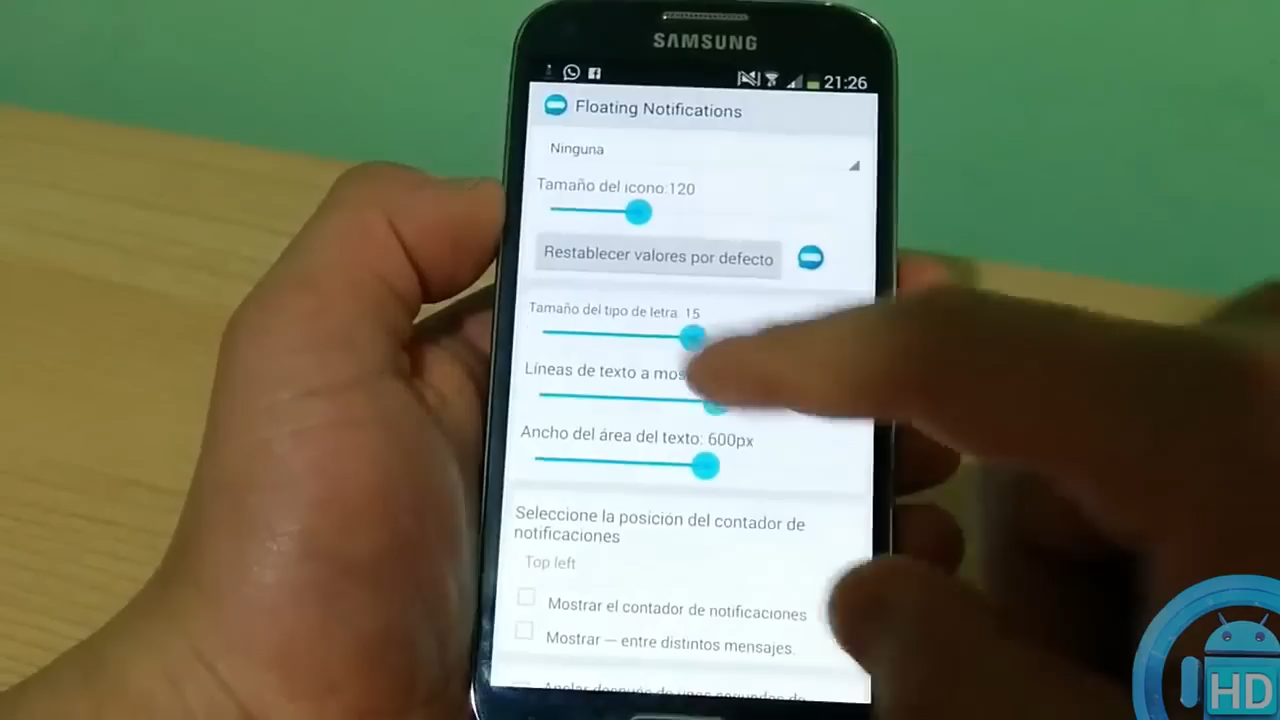 SAMSUNG
21:26
Floating Notifications
Ninguna
Tamaño del icono:120
Restablecer valores por defecto
Tamaño del tipo de letra: 15
Líneas de texto a
Ancho del área del texto: 600px
Seleccione la posición del contador de
notificaciones
Top left
Mostrar el contador de notificaciones
Mostrar — entre distintos mensajes.
HD